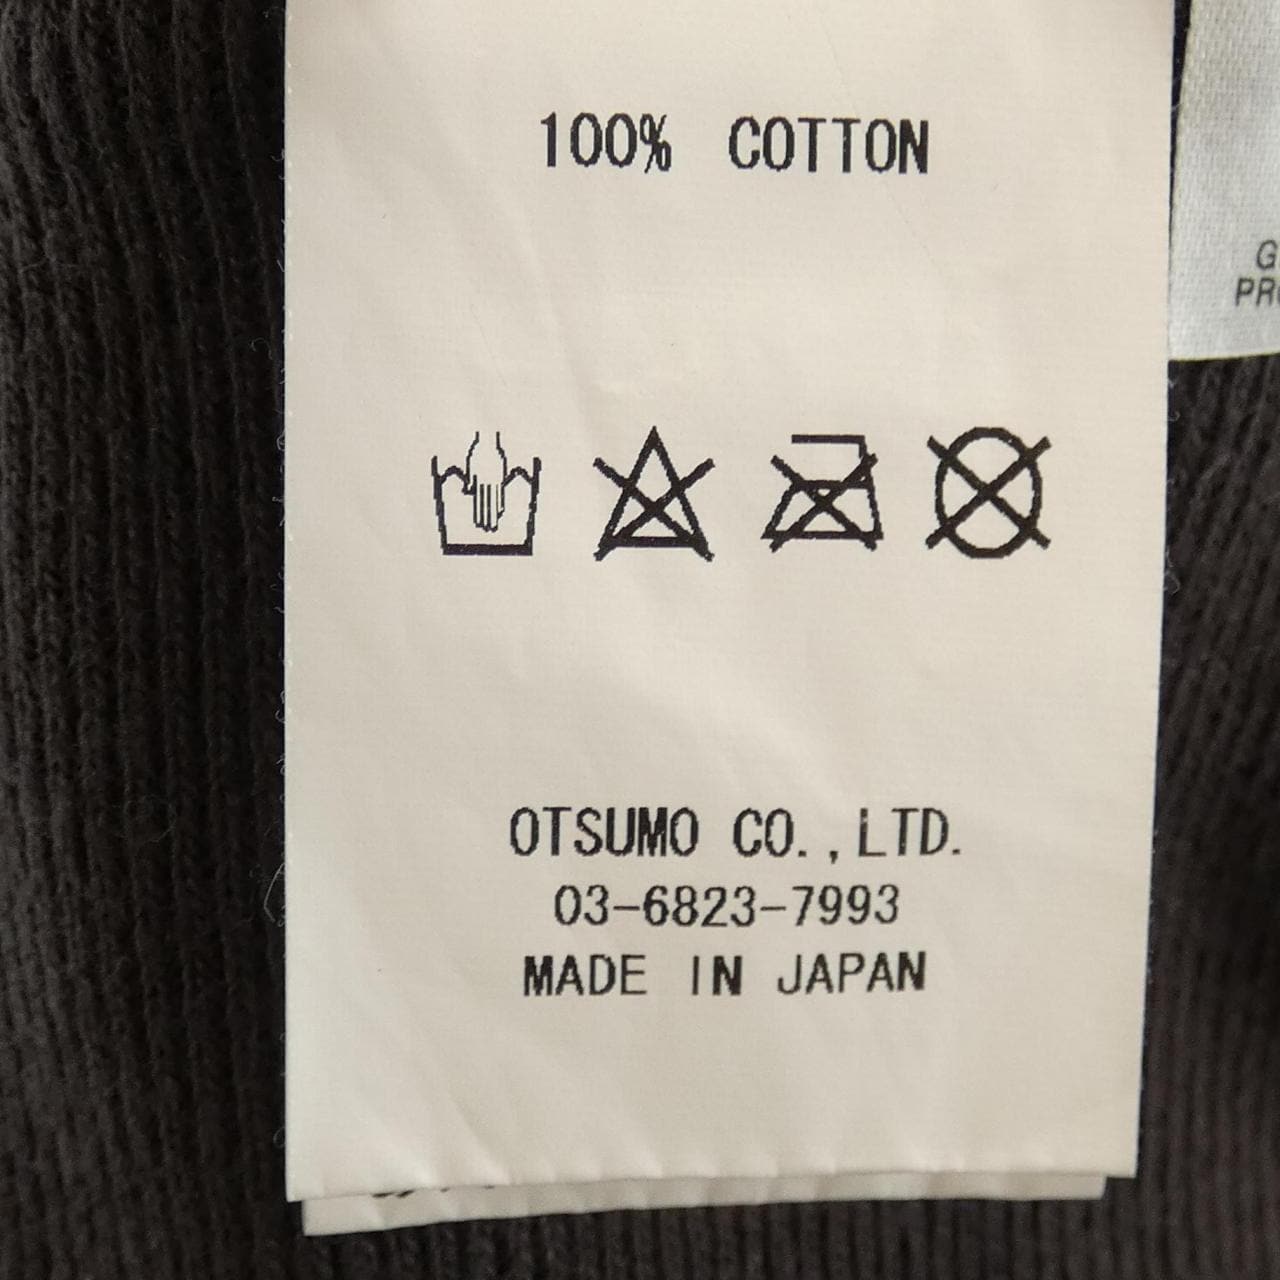 100% COTTON
OTSUMO CO.,LTD.
03-6823-7993
MADE IN JAPAN